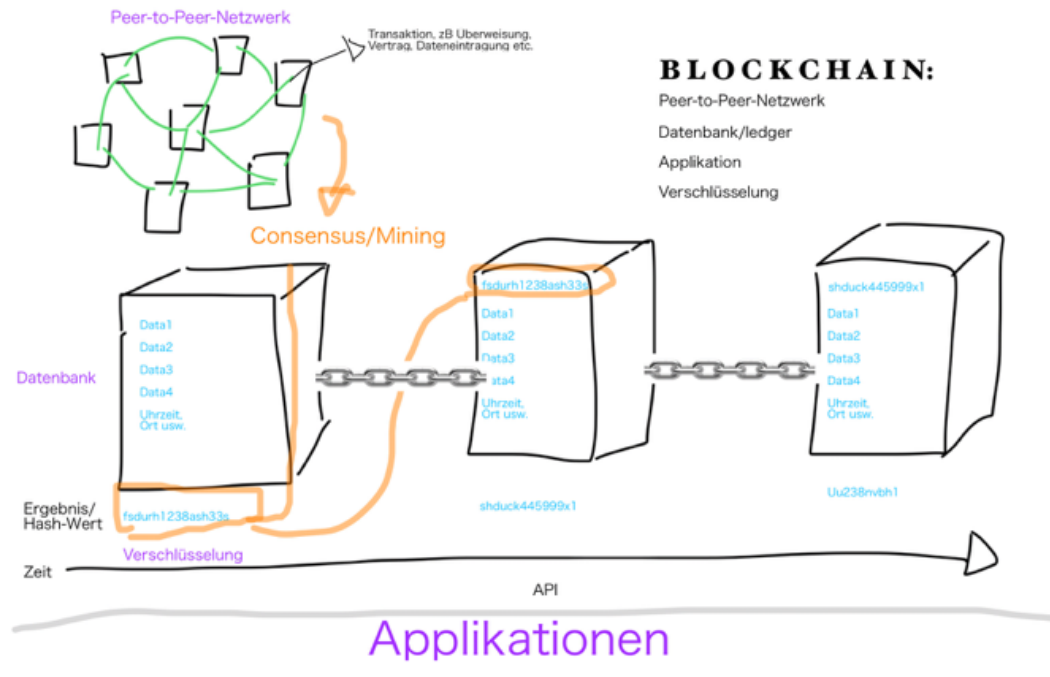 Peer-to-Peer-Netzwerk
Transaktion, zB Überweisung,
Vertrag, Dateneintragung etc.
BLOCKCHAIN:
Peer-to-Peer-Netzwerk
Datenbank/ledger
Applikation
Verschlüsselung
Consensus/Mining
Datenbank
Data1
Data2
Data3
Data4
Uhrzeit,
Ort usw.
fsdurh1238ash33s
Data1
Data2
Data3
ata4
Uhrzeit,
Ort usw.
shduck445999x1
Data1
Data2
Data3
Data4
Uhrzeit,
Ort usw.
Ergebnis/
Hash-Wert
fsdurh1238ash33s
shduck445999x1
Uu238nvbh1
Verschlüsselung
Zeit
API
Applikationen